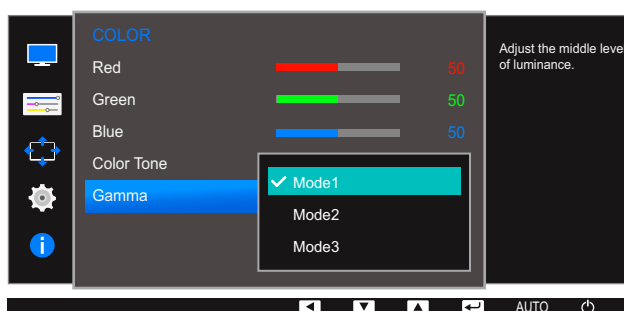 COLOR
Red 50
Green 50
Blue 50
Color Tone
Gamma
Mode1
Mode2
Mode3
Adjust the middle leve
of luminance.
AUTO